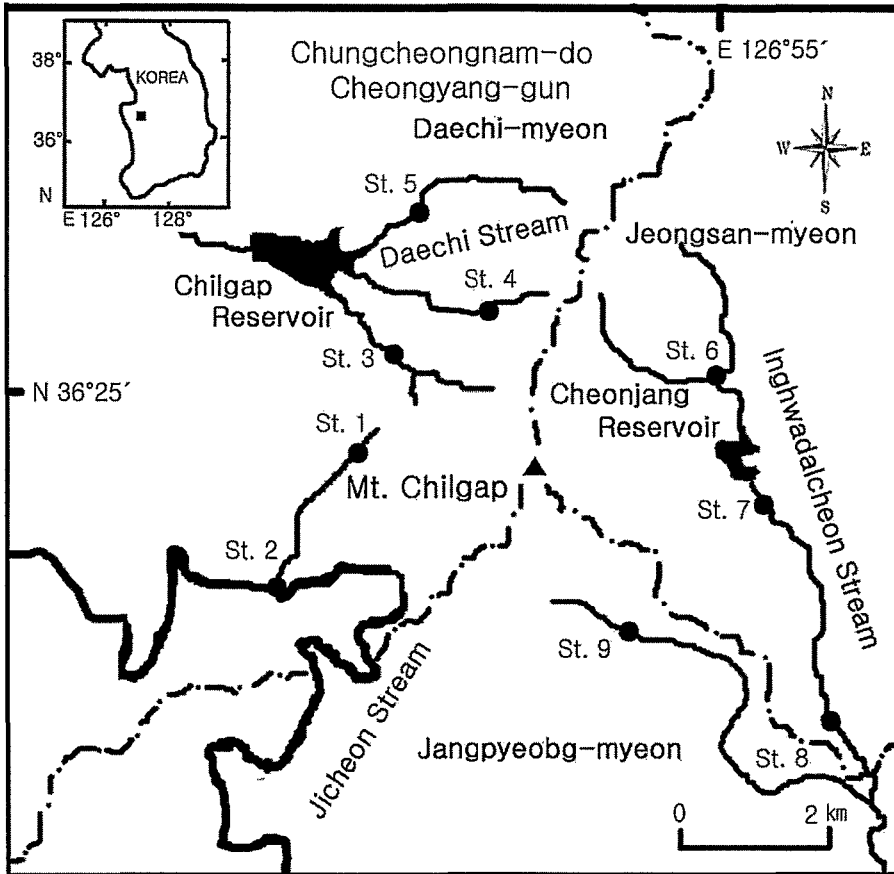 38°
KOREA
36°
N
E 126°
128°
Chungcheongnam-do
Cheongyang-gun
Daechi-myeon
E 126°55′
N
W
E
S
St. 5
Daechi Stream
Jeongsan-myeon
St. 4
Chilgap
Reservoir
St. 3
St. 6
N 36°25′
Cheonjang
Reservoir
Inghwadalcheon Stream
St. 1
Mt. Chilgap
St. 7
St. 2
St. 9
Jicheon Stream
Jangpyeobg-myeon
St. 8
0
2 km